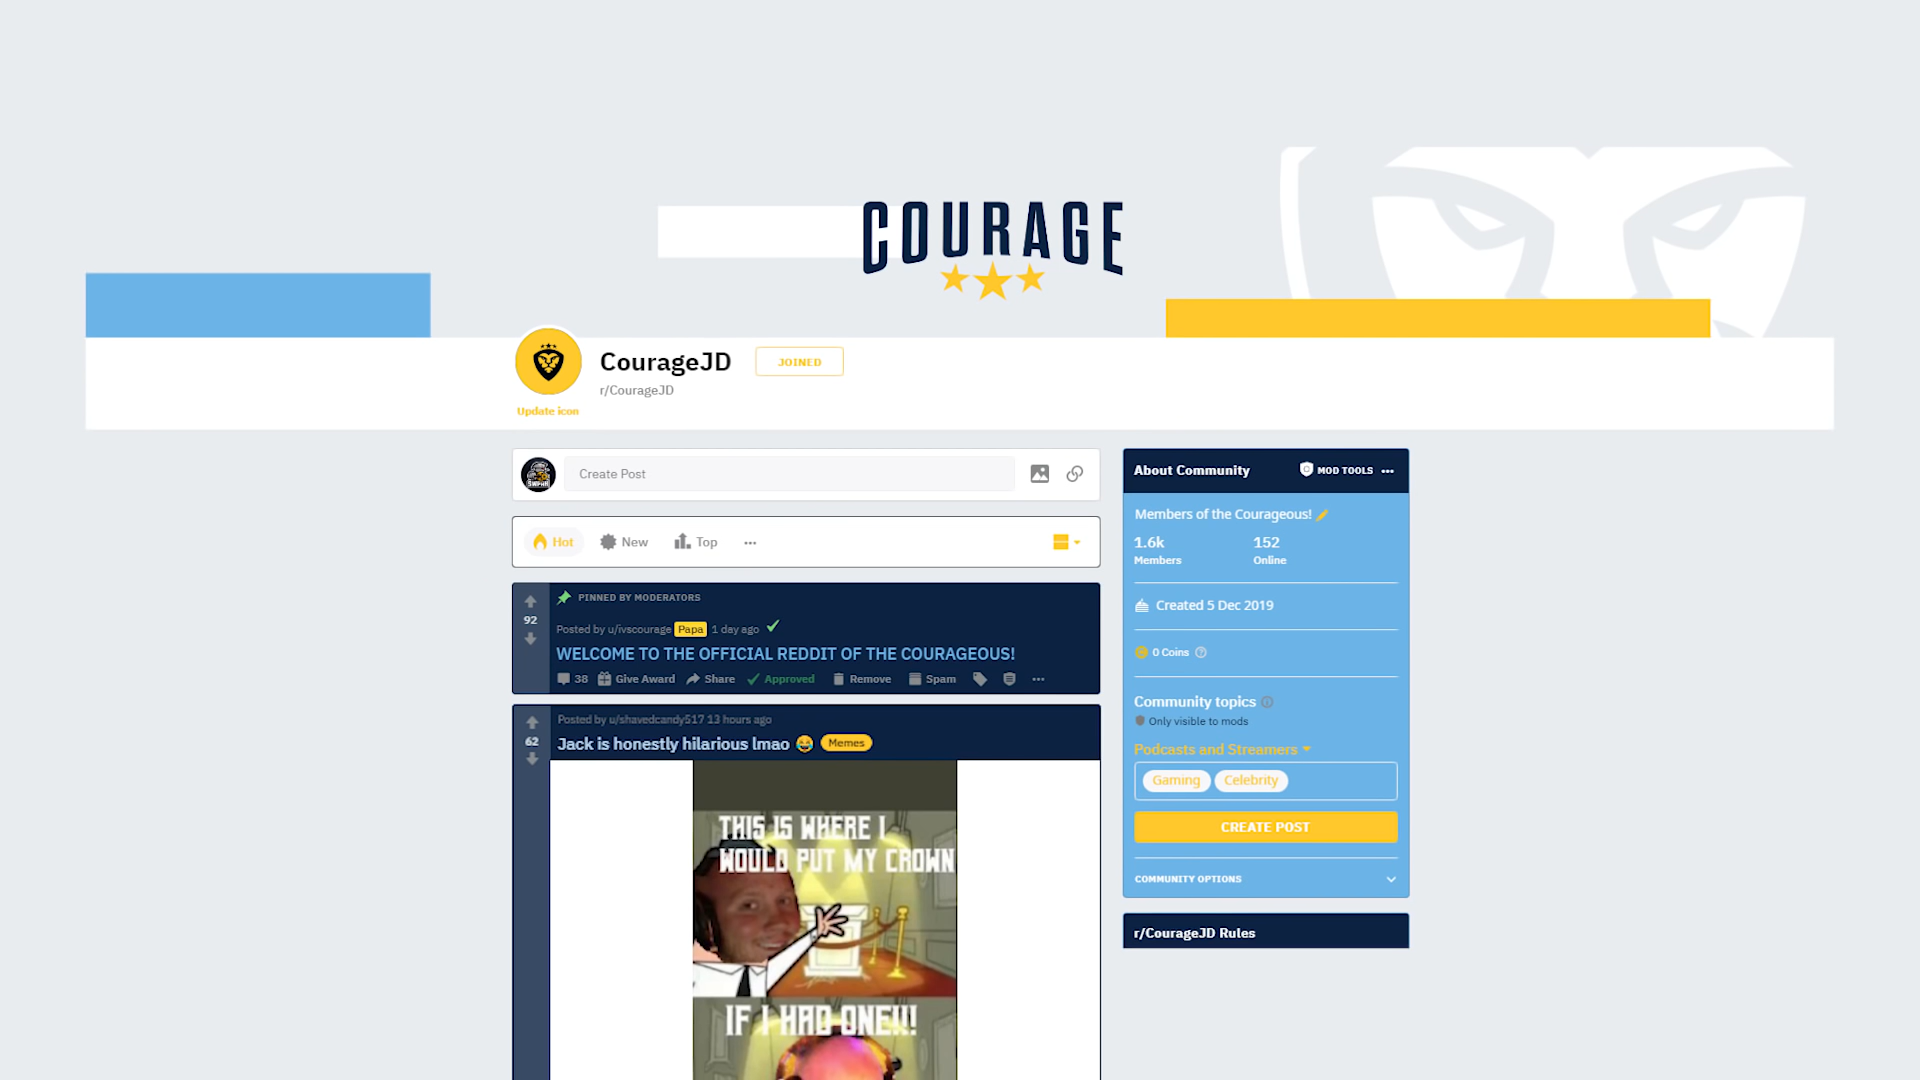 COURAGE
CourageJD
JOINED
r/CourageJD
Update icon
Create Post
Hot
New
Top
PINNED BY MODERATORS
92
Posted by u/ivscourage Papa 1 day ago
WELCOME TO THE OFFICIAL REDDIT OF THE COURAGEOUS!
38 Give Award Share Approved Remove Spam
Posted by u/shavedcandy517 13 hours ago
62
Jack is honestly hilarious lmao 😂 Memes
THIS IS WHERE I
WOULD PUT MY CROWN
IF I HAD ONE!!!
About Community
MOD TOOLS
Members of the Courageous!
1.6k
Members
152
Online
Created 5 Dec 2019
0 Coins
Community topics
Only visible to mods
Podcasts and Streamers
Gaming
Celebrity
CREATE POST
COMMUNITY OPTIONS
r/CourageJD Rules